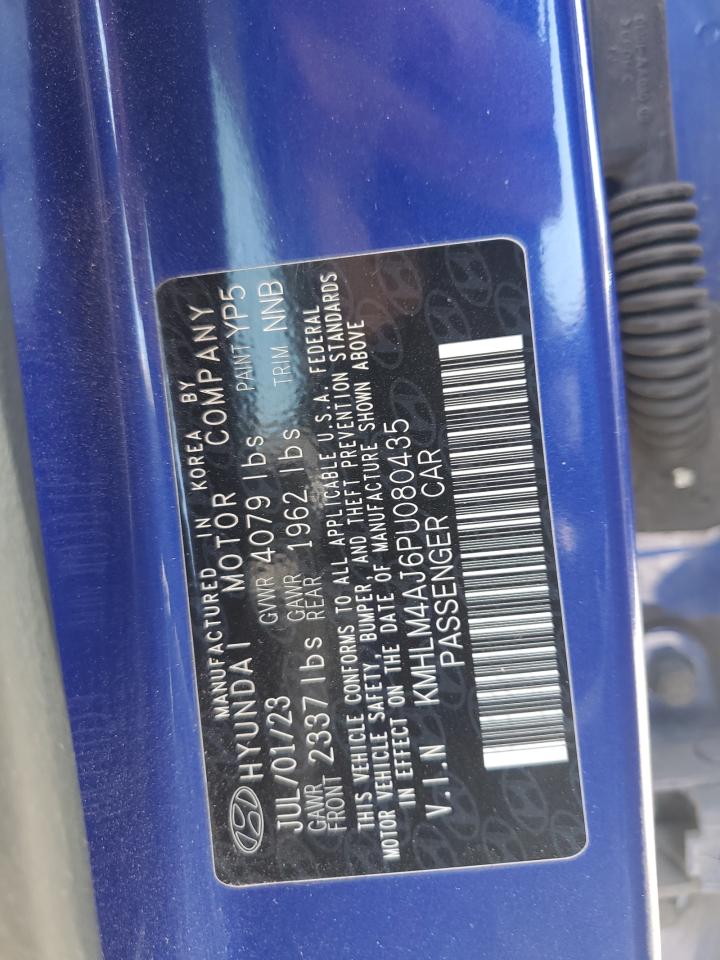 MANUFACTURED IN KOREA BY
HYUNDAI MOTOR COMPANY
JUL/01/23 GVWR 4079 lbs PAINT YP5
GAWR FRONT 2337 lbs GAWR REAR 1962 lbs TRIM NNB
THIS VEHICLE CONFORMS TO ALL APPLICABLE U.S.A. FEDERAL
MOTOR VEHICLE SAFETY, BUMPER, AND THEFT PREVENTION STANDARDS
IN EFFECT ON THE DATE OF MANUFACTURE SHOWN ABOVE
V.I.N KMHLM4AJ6PU080435
PASSENGER CAR